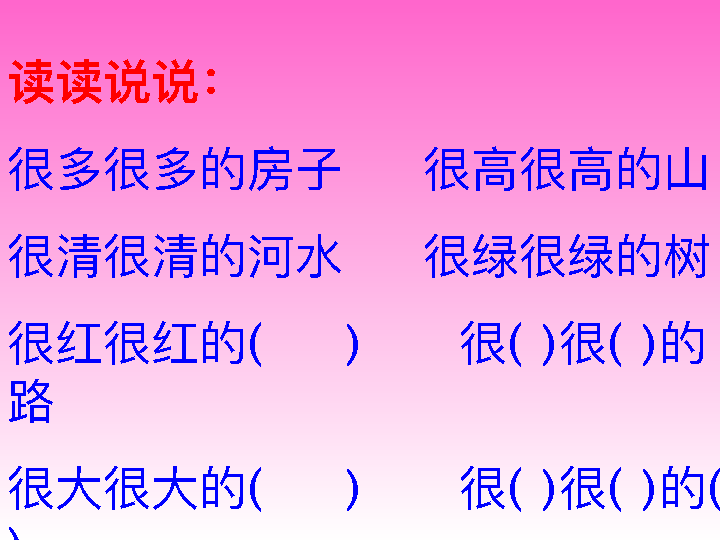 读读说说：
很多很多的房子 很高很高的山
很清很清的河水 很绿很绿的树
很红很红的( ) 很( )很( )的
路
很大很大的( ) 很( )很( )的(
)